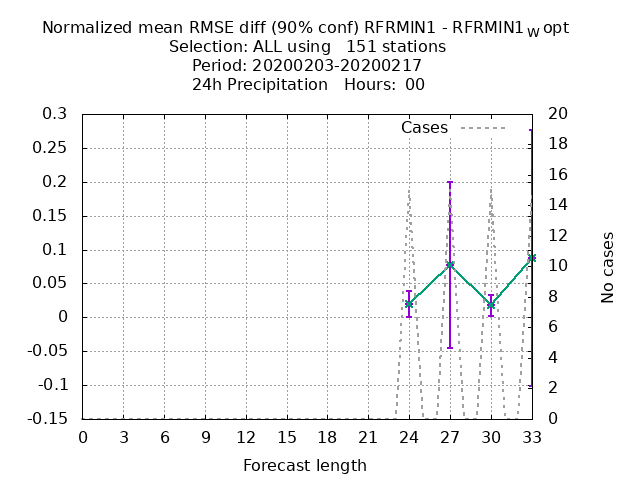 Normalized mean RMSE diff (90% conf) RFRMIN1 - RFRMIN1W opt
Selection: ALL using 151 stations
Period: 20200203-20200217
24h Precipitation Hours: 00
Cases
0.3
0.25
0.2
0.15
0.1
0.05
0
-0.05
-0.1
-0.15
20
18
16
14
12
10
8
6
4
2
0
No cases
0 3 6 9 12 15 18 21 24 27 30 33
Forecast length